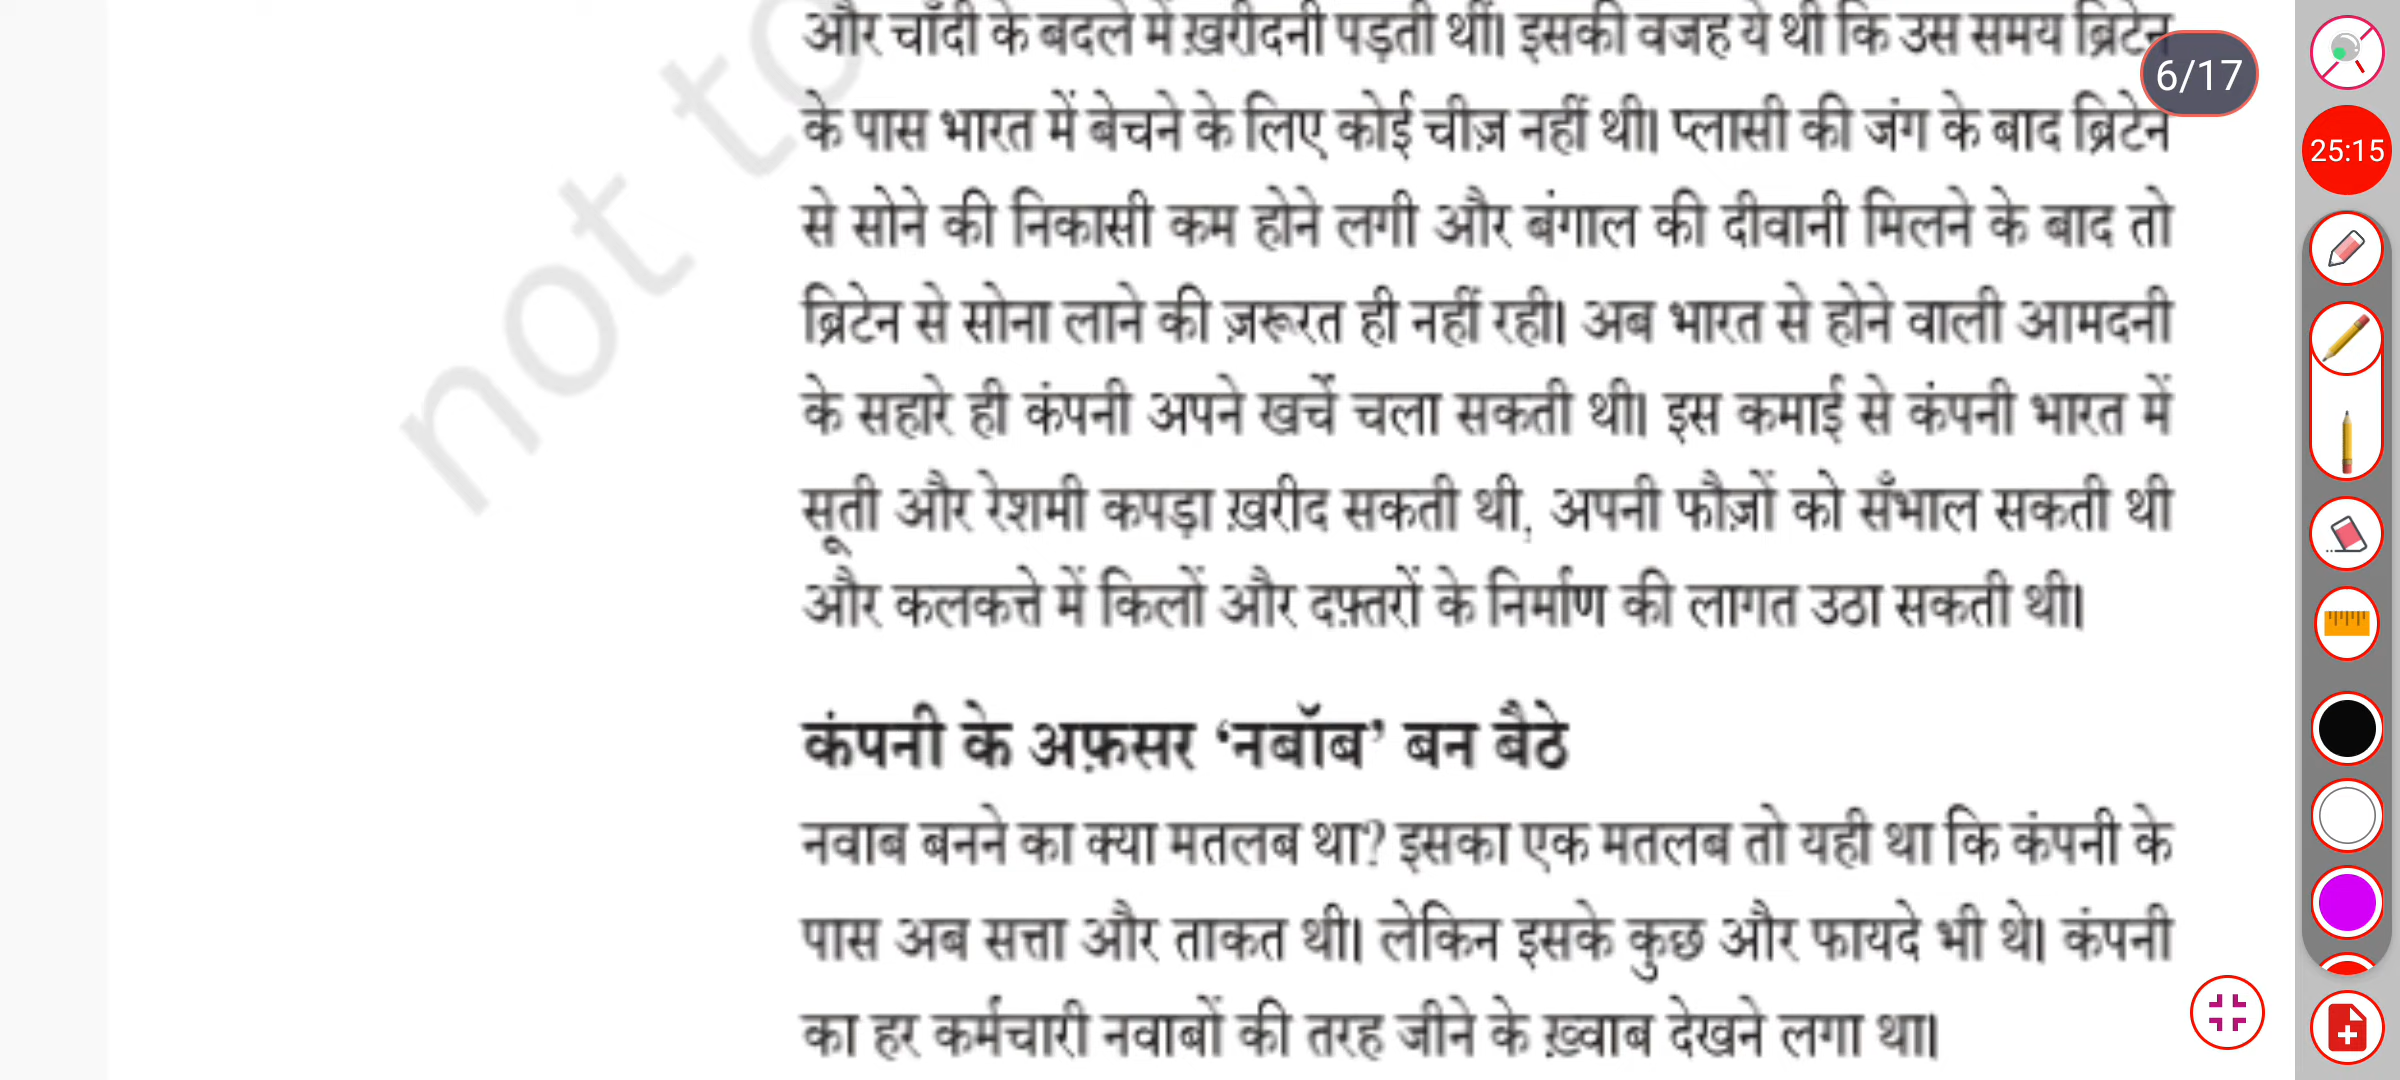 not to
और चाँदी के बदले में ख़रीदनी पड़ती थीं। इसकी वजह ये थी कि उस समय ब्रिटेन
6/17
के पास भारत में बेचने के लिए कोई चीज़ नहीं थी। प्लासी की जंग के बाद ब्रिटेन
25:15
से सोने की निकासी कम होने लगी और बंगाल की दीवानी मिलने के बाद तो
ब्रिटेन से सोना लाने की ज़रूरत ही नहीं रही। अब भारत से होने वाली आमदनी
के सहारे ही कंपनी अपने खर्चे चला सकती थी। इस कमाई से कंपनी भारत में
सूती और रेशमी कपड़ा ख़रीद सकती थी, अपनी फौज़ों को सँभाल सकती थी
और कलकत्ते में किलों और दफ़्तरों के निर्माण की लागत उठा सकती थी।
कंपनी के अफ़सर ‘नबॉब’ बन बैठे
नवाब बनने का क्या मतलब था? इसका एक मतलब तो यही था कि कंपनी के
पास अब सत्ता और ताकत थी। लेकिन इसके कुछ और फायदे भी थे। कंपनी
का हर कर्मचारी नवाबों की तरह जीने के ख़्वाब देखने लगा था।